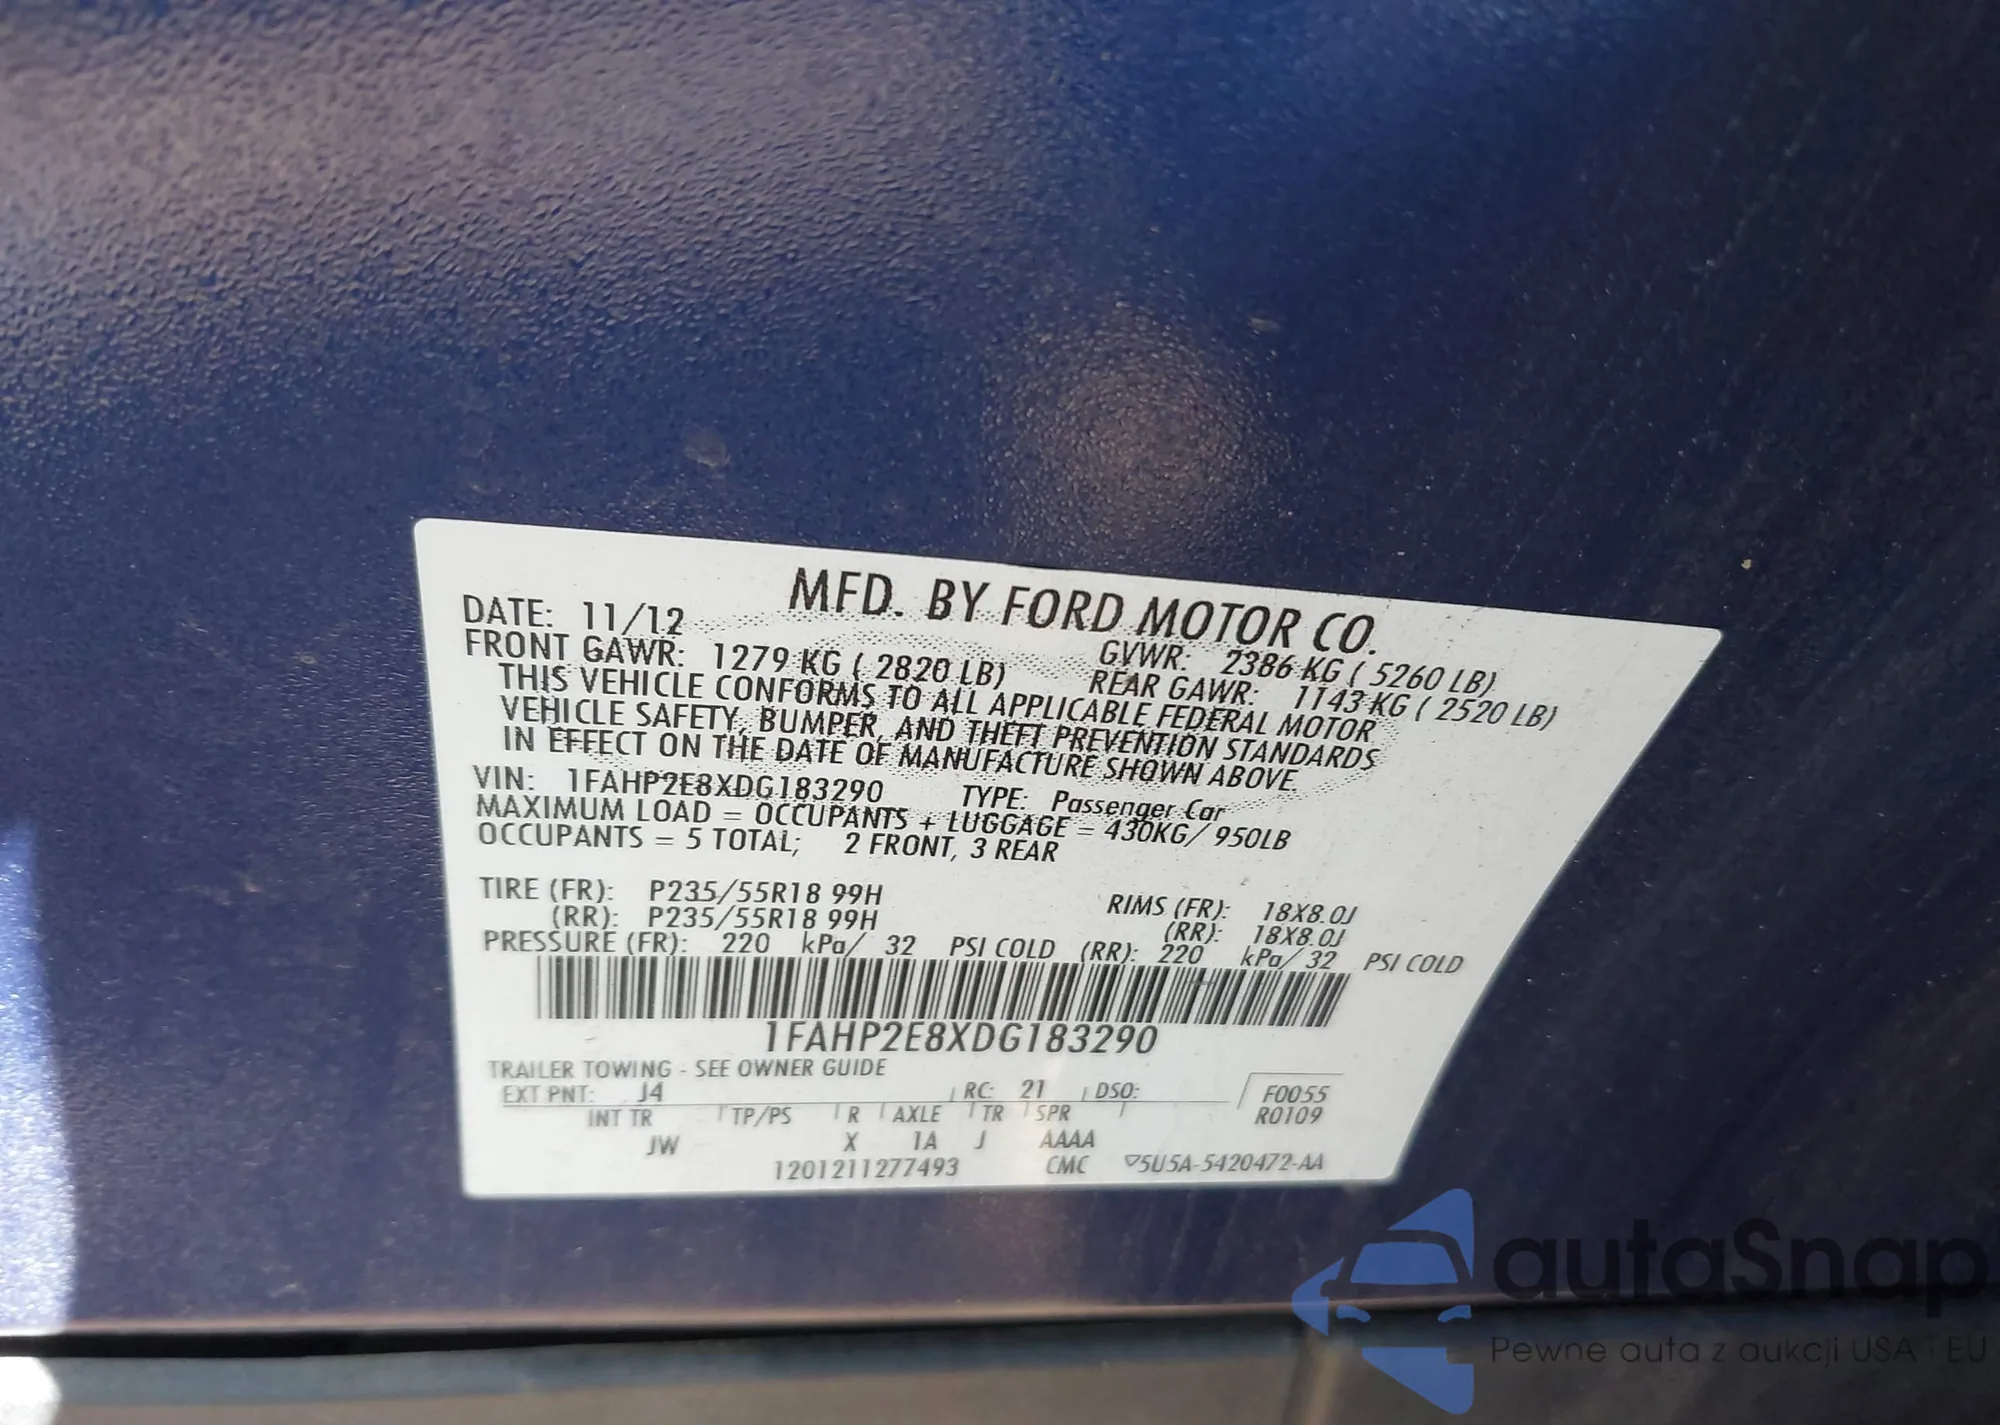 MFD. BY FORD MOTOR CO.
DATE: 11/12 GVWR: 2386 KG ( 5260 LB)
FRONT GAWR: 1279 KG ( 2820 LB) REAR GAWR: 1143 KG ( 2520 LB)
THIS VEHICLE CONFORMS TO ALL APPLICABLE FEDERAL MOTOR
VEHICLE SAFETY, BUMPER, AND THEFT PREVENTION STANDARDS
IN EFFECT ON THE DATE OF MANUFACTURE SHOWN ABOVE.
VIN: 1FAHP2E8XDG183290 TYPE: Passenger Car
MAXIMUM LOAD = OCCUPANTS + LUGGAGE = 430KG/ 950LB
OCCUPANTS = 5 TOTAL; 2 FRONT, 3 REAR
TIRE (FR): P235/55R18 99H RIMS (FR): 18X8.0J
(RR): P235/55R18 99H (RR): 18X8.0J
PRESSURE (FR): 220 kPa/ 32 PSI COLD (RR): 220 kPa/ 32 PSI COLD
1FAHP2E8XDG183290
TRAILER TOWING - SEE OWNER GUIDE
EXT PNT: J4 RC: 21 DSO: F0055
INT TR TP/PS R AXLE TR SPR R0109
JW X 1A J AAAA
1201211277493 CMC ▽5U5A-5420472-AA
autaSnap
Pewne auta z aukcji USA i EU